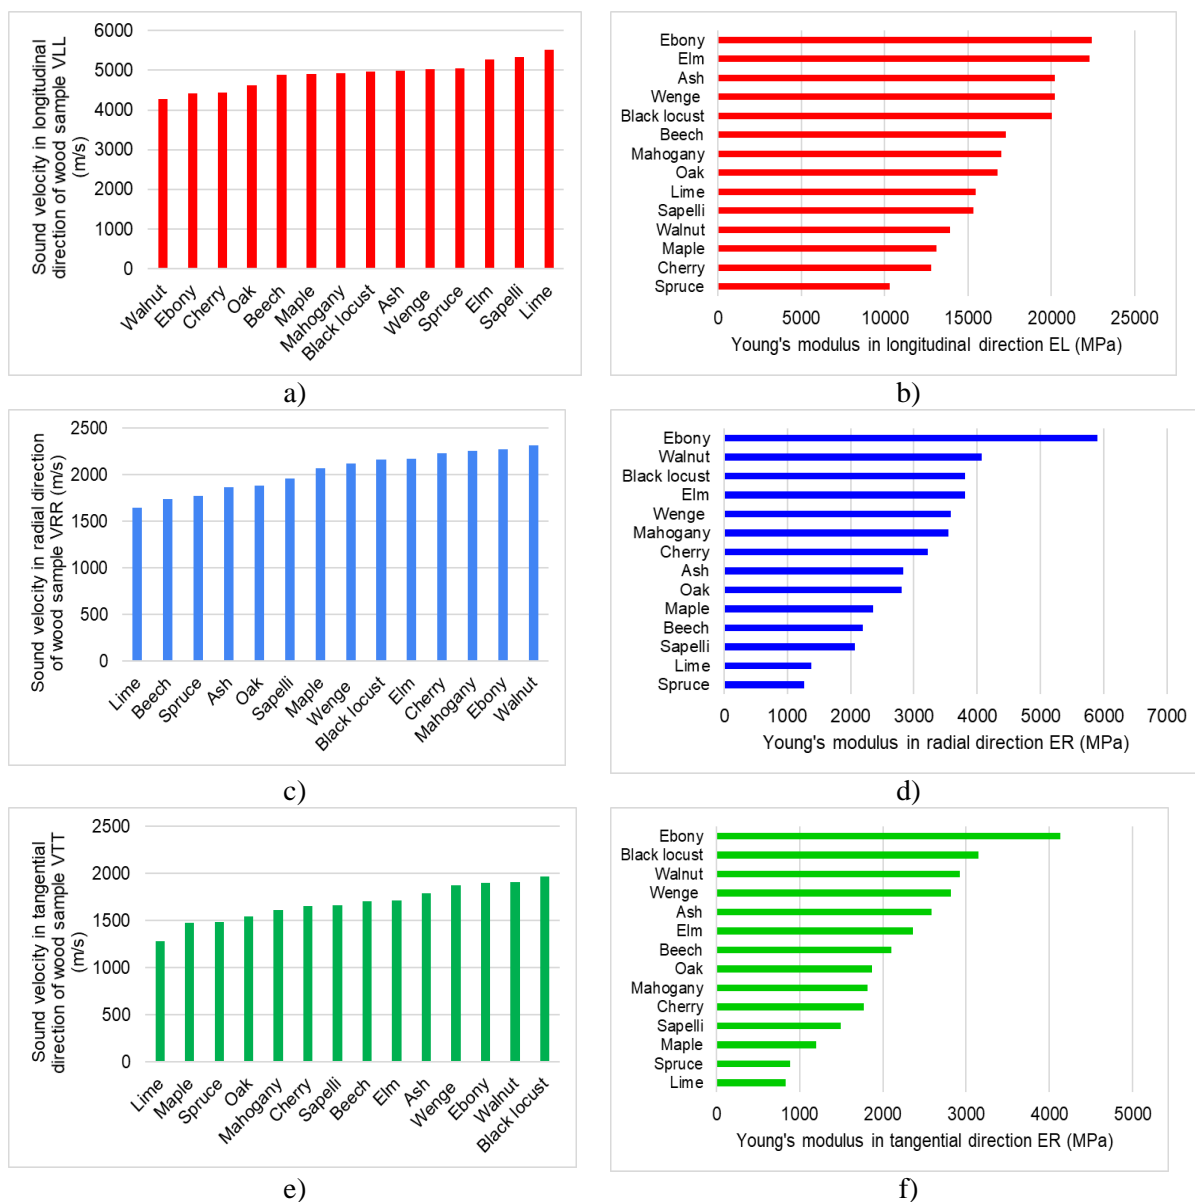 Sound velocity in longitudinal
direction of wood sample VLL
(m/s)
6000
5000
4000
3000
2000
1000
0
Walnut
Ebony
Cherry
Oak
Beech
Maple
Mahogany
Black locust
Ash
Wenge
Spruce
Elm
Sapelli
Lime
a)
Ebony
Elm
Ash
Wenge
Black locust
Beech
Mahogany
Oak
Lime
Sapelli
Walnut
Maple
Cherry
Spruce
0 5000 10000 15000 20000 25000
Young's modulus in longitudinal direction EL (MPa)
b)
Sound velocity in radial direction
of wood sample VRR (m/s)
2500
2000
1500
1000
500
0
Lime
Beech
Spruce
Ash
Oak
Sapelli
Maple
Wenge
Black locust
Elm
Cherry
Mahogany
Ebony
Walnut
c)
Ebony
Walnut
Black locust
Elm
Wenge
Mahogany
Cherry
Ash
Oak
Maple
Beech
Sapelli
Lime
Spruce
0 1000 2000 3000 4000 5000 6000 7000
Young's modulus in radial direction ER (MPa)
d)
Sound velocity in tangential
direction of wood sample VTT
(m/s)
2500
2000
1500
1000
500
0
Lime
Maple
Spruce
Oak
Mahogany
Cherry
Sapelli
Beech
Elm
Ash
Wenge
Ebony
Walnut
Black locust
e)
Ebony
Black locust
Walnut
Wenge
Ash
Elm
Beech
Oak
Mahogany
Cherry
Sapelli
Maple
Spruce
Lime
0 1000 2000 3000 4000 5000
Young's modulus in tangential direction ER (MPa)
f)